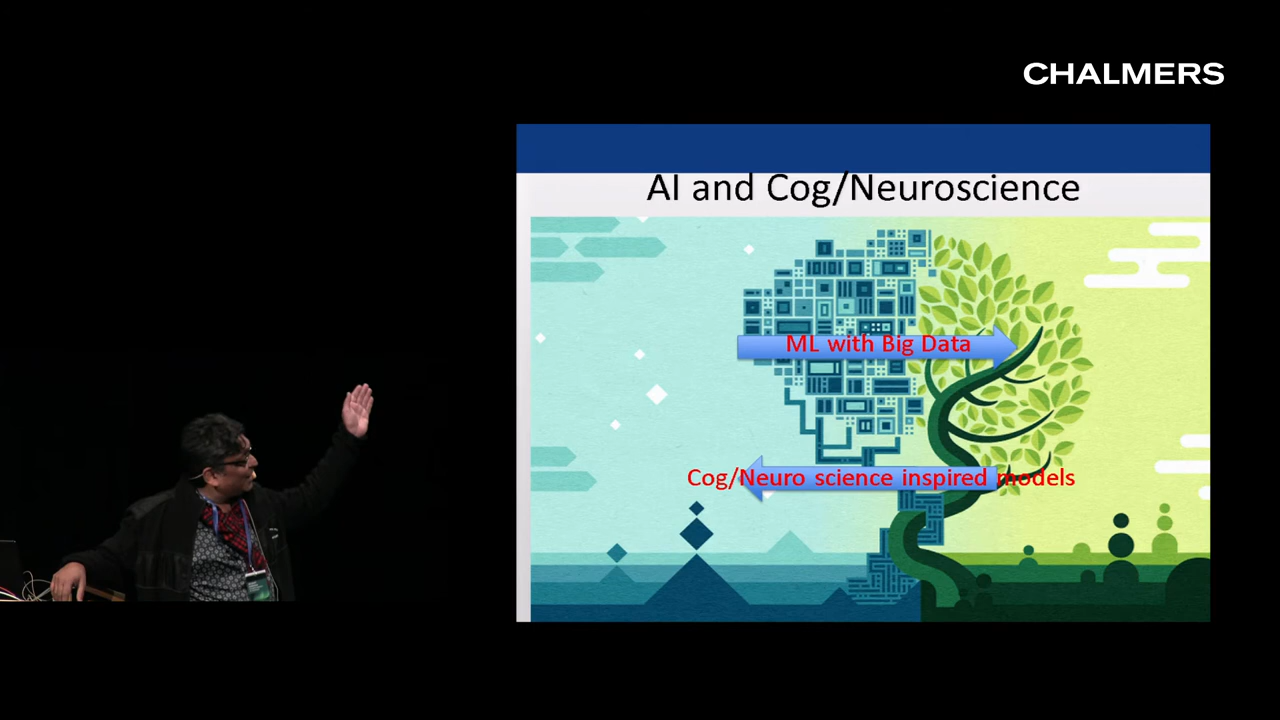 CHALMERS
AI and Cog/Neuroscience
ML with Big Data
Cog/Neuro science inspired models